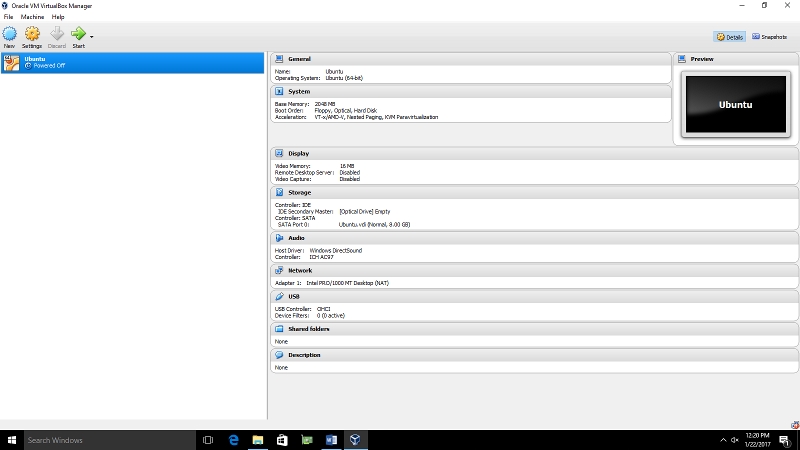 Oracle VM VirtualBox Manager
File Machine Help
New Settings Discard Start
Details Snapshots
Ubuntu
Powered Off
General
Name: Ubuntu
Operating System: Ubuntu (64-bit)
System
Base Memory: 2048 MB
Boot Order: Floppy, Optical, Hard Disk
Acceleration: VT-x/AMD-V, Nested Paging, KVM Paravirtualization
Preview
Ubuntu
Display
Video Memory: 16 MB
Remote Desktop Server: Disabled
Video Capture: Disabled
Storage
Controller: IDE
IDE Secondary Master: [Optical Drive] Empty
Controller: SATA
SATA Port 0: Ubuntu.vdi (Normal, 8.00 GB)
Audio
Host Driver: Windows DirectSound
Controller: ICH AC97
Network
Adapter 1: Intel PRO/1000 MT Desktop (NAT)
USB
USB Controller: OHCI
Device Filters: 0 (0 active)
Shared folders
None
Description
None
Search Windows
12:20 PM
1/22/2017